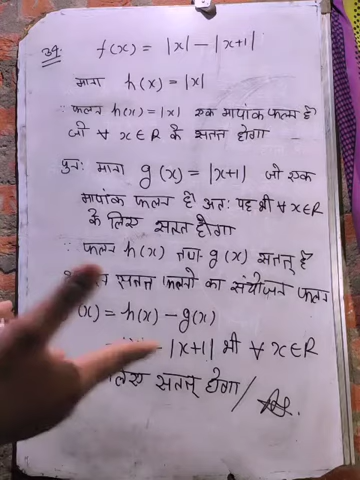 34. f(x) = |x| - |x+1|
माना h(x) = |x|
∵ फलन h(x) = |x| एक मापांक फलन है
जो ∀ x∈R के सतत होगा
पुनः माना g(x) = |x+1| जो एक
मापांक फलन है अतः यह भी ∀ x∈R
के लिए सतत होगा
∵ फलन h(x) तथा g(x) सतत् है
सतत फलनों का संयोजन फलन
(x) = h(x) - g(x)
- |x+1| भी ∀ x∈R
लिए सतत् होगा/